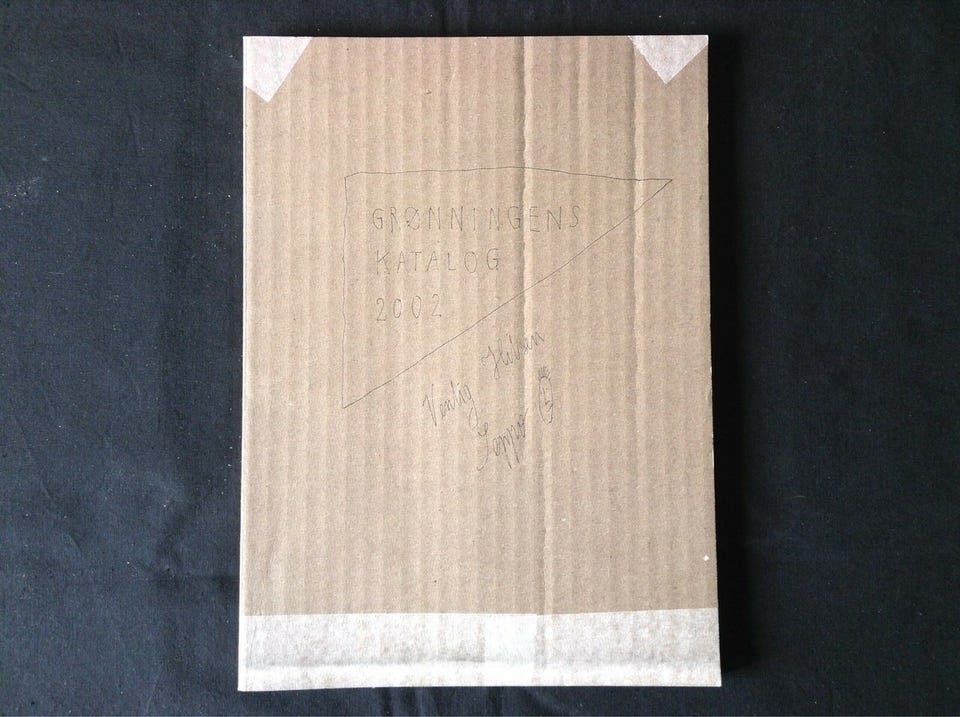 GRØNNINGENS
KATALOG
2002
Venlig Hilsen
Seppo